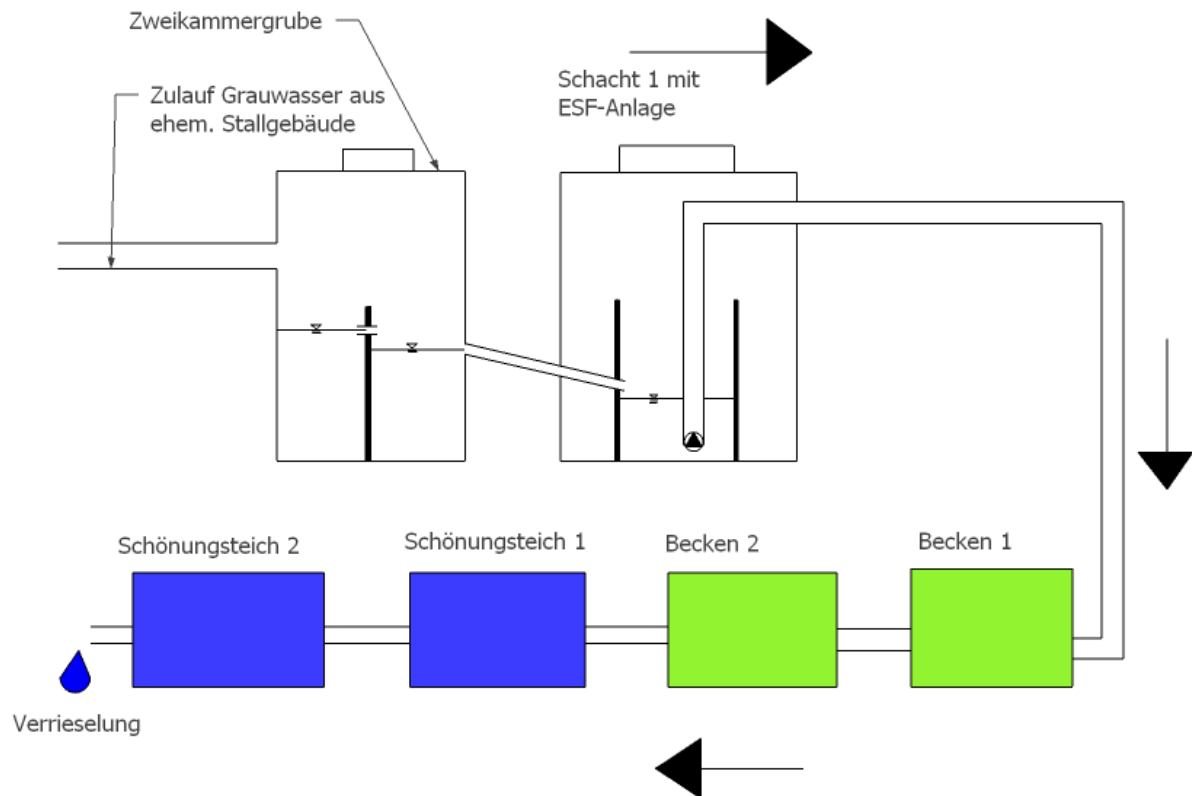 Zweikammergrube
Zulauf Grauwasser aus
ehem. Stallgebäude
Schacht 1 mit
ESF-Anlage
Schönungsteich 2
Schönungsteich 1
Becken 2
Becken 1
Verrieselung